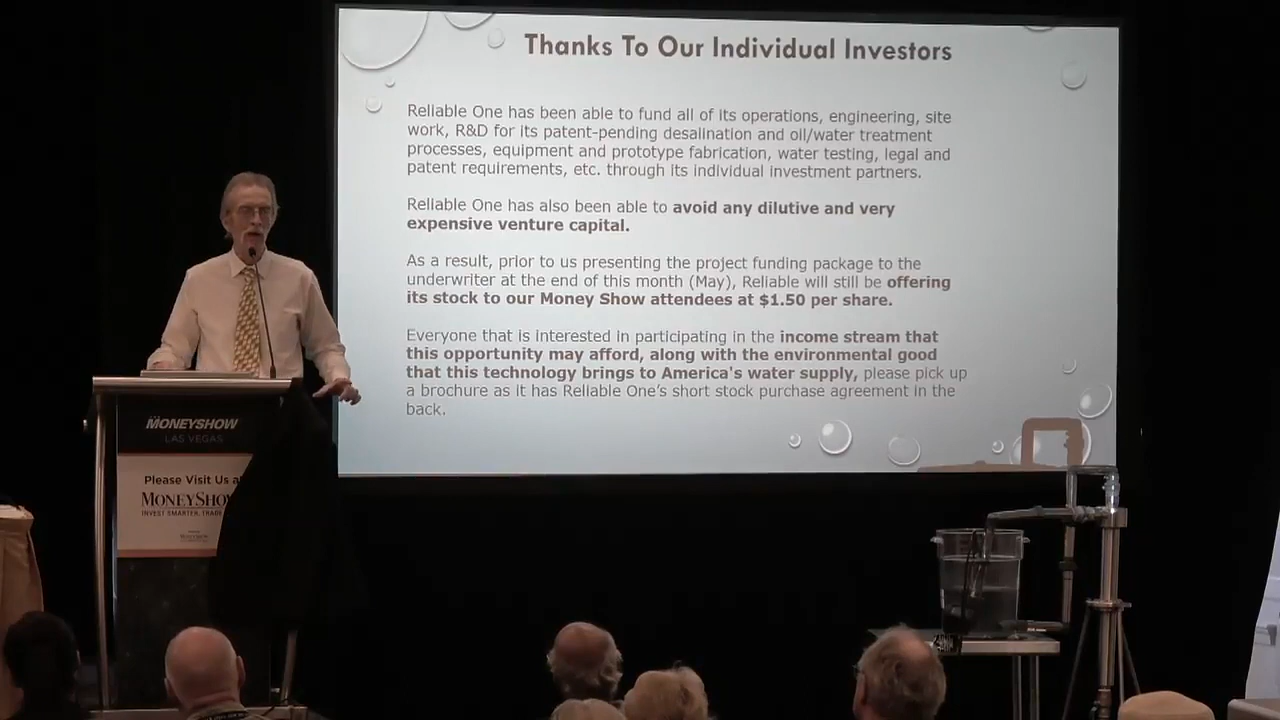 Thanks To Our Individual Investors
Reliable One has been able to fund all of its operations, engineering, site
work, R&D for its patent-pending desalination and oil/water treatment
processes, equipment and prototype fabrication, water testing, legal and
patent requirements, etc. through its individual investment partners.
Reliable One has also been able to avoid any dilutive and very
expensive venture capital.
As a result, prior to us presenting the project funding package to the
underwriter at the end of this month (May), Reliable will still be offering
its stock to our Money Show attendees at $1.50 per share.
Everyone that is interested in participating in the income stream that
this opportunity may afford, along with the environmental good
that this technology brings to America's water supply, please pick up
a brochure as it has Reliable One's short stock purchase agreement in the
back.
MONEYSHOW
LAS VEGAS
Please Visit Us
MONEYSHO
INVEST SMARTER, TRADE